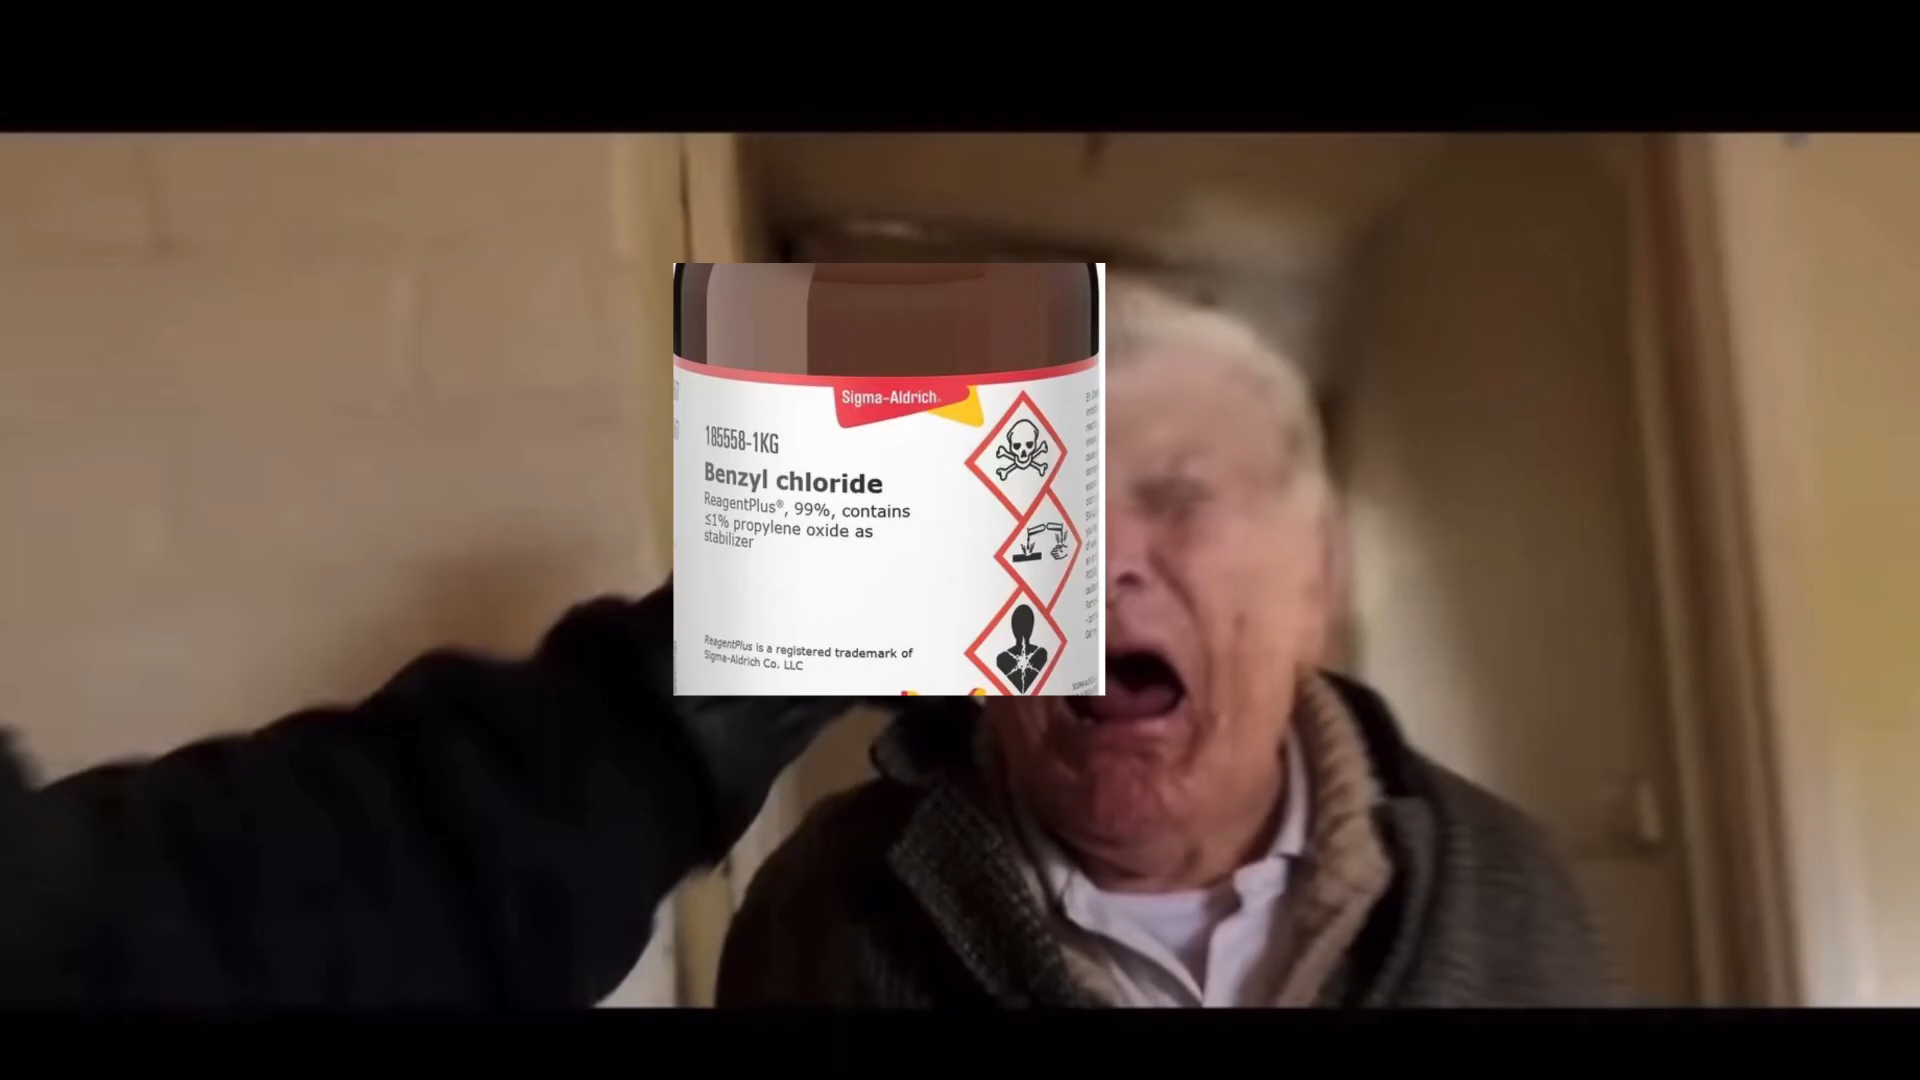 Sigma-Aldrich®
185558-1KG
Benzyl chloride
ReagentPlus®, 99%, contains
≤1% propylene oxide as
stabilizer
ReagentPlus is a registered trademark of
Sigma-Aldrich Co. LLC